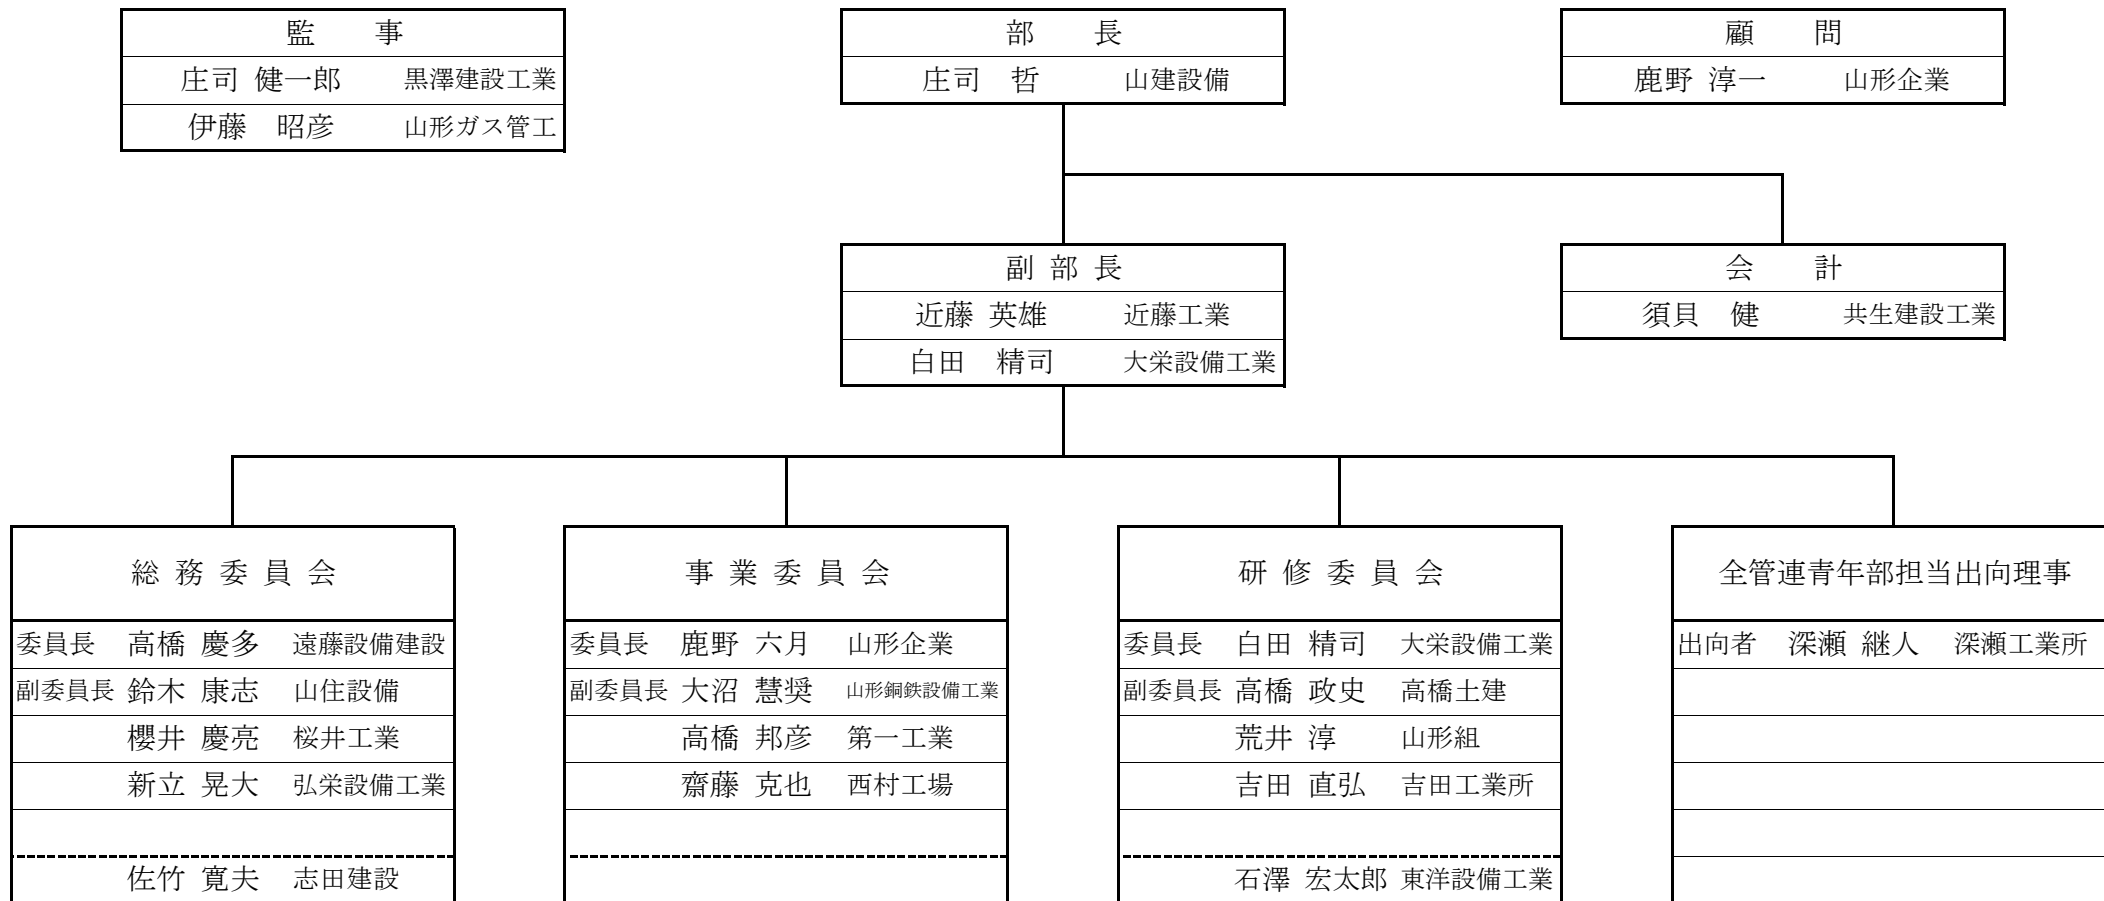 監 事
庄司 健一郎 黒澤建設工業
伊藤 昭彦 山形ガス管工
部 長
庄司 哲 山建設備
顧 問
鹿野 淳一 山形企業
副 部 長
近藤 英雄 近藤工業
白田 精司 大栄設備工業
会 計
須貝 健 共生建設工業
総 務 委 員 会
委員長 高橋 慶多 遠藤設備建設
副委員長 鈴木 康志 山住設備
櫻井 慶亮 桜井工業
新立 晃大 弘栄設備工業
佐竹 寛夫 志田建設
事 業 委 員 会
委員長 鹿野 六月 山形企業
副委員長 大沼 慧奨 山形銅鉄設備工業
高橋 邦彦 第一工業
齋藤 克也 西村工場
研 修 委 員 会
委員長 白田 精司 大栄設備工業
副委員長 高橋 政史 高橋土建
荒井 淳 山形組
吉田 直弘 吉田工業所
石澤 宏太郎 東洋設備工業
全管連青年部担当出向理事
出向者 深瀬 継人 深瀬工業所